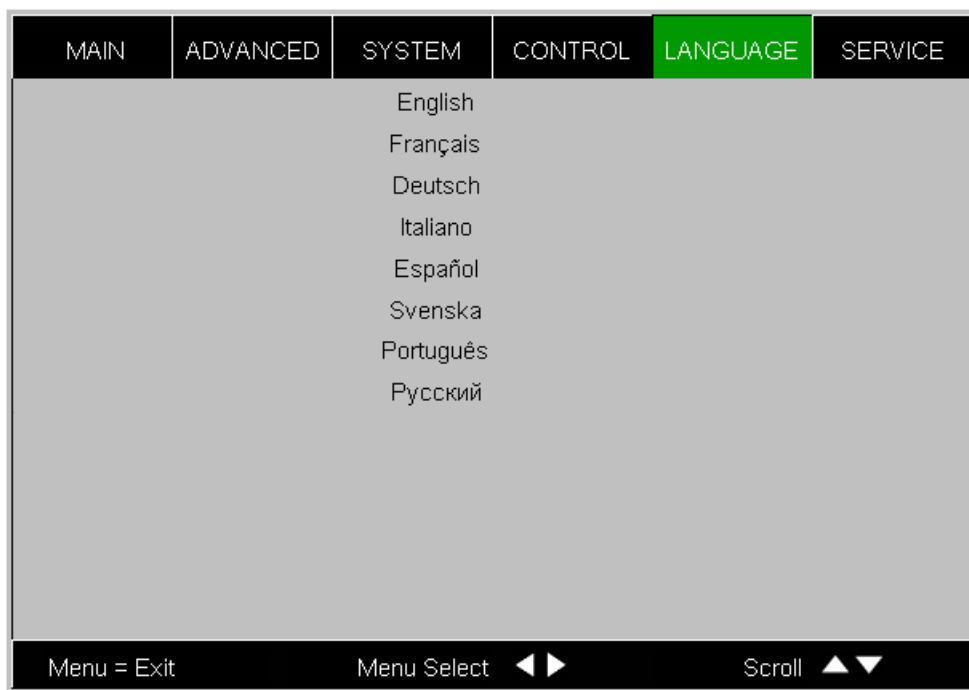 MAIN ADVANCED SYSTEM CONTROL LANGUAGE SERVICE
English
Français
Deutsch
Italiano
Español
Svenska
Português
Русский
Menu = Exit Menu Select ◀▶ Scroll ▲▼